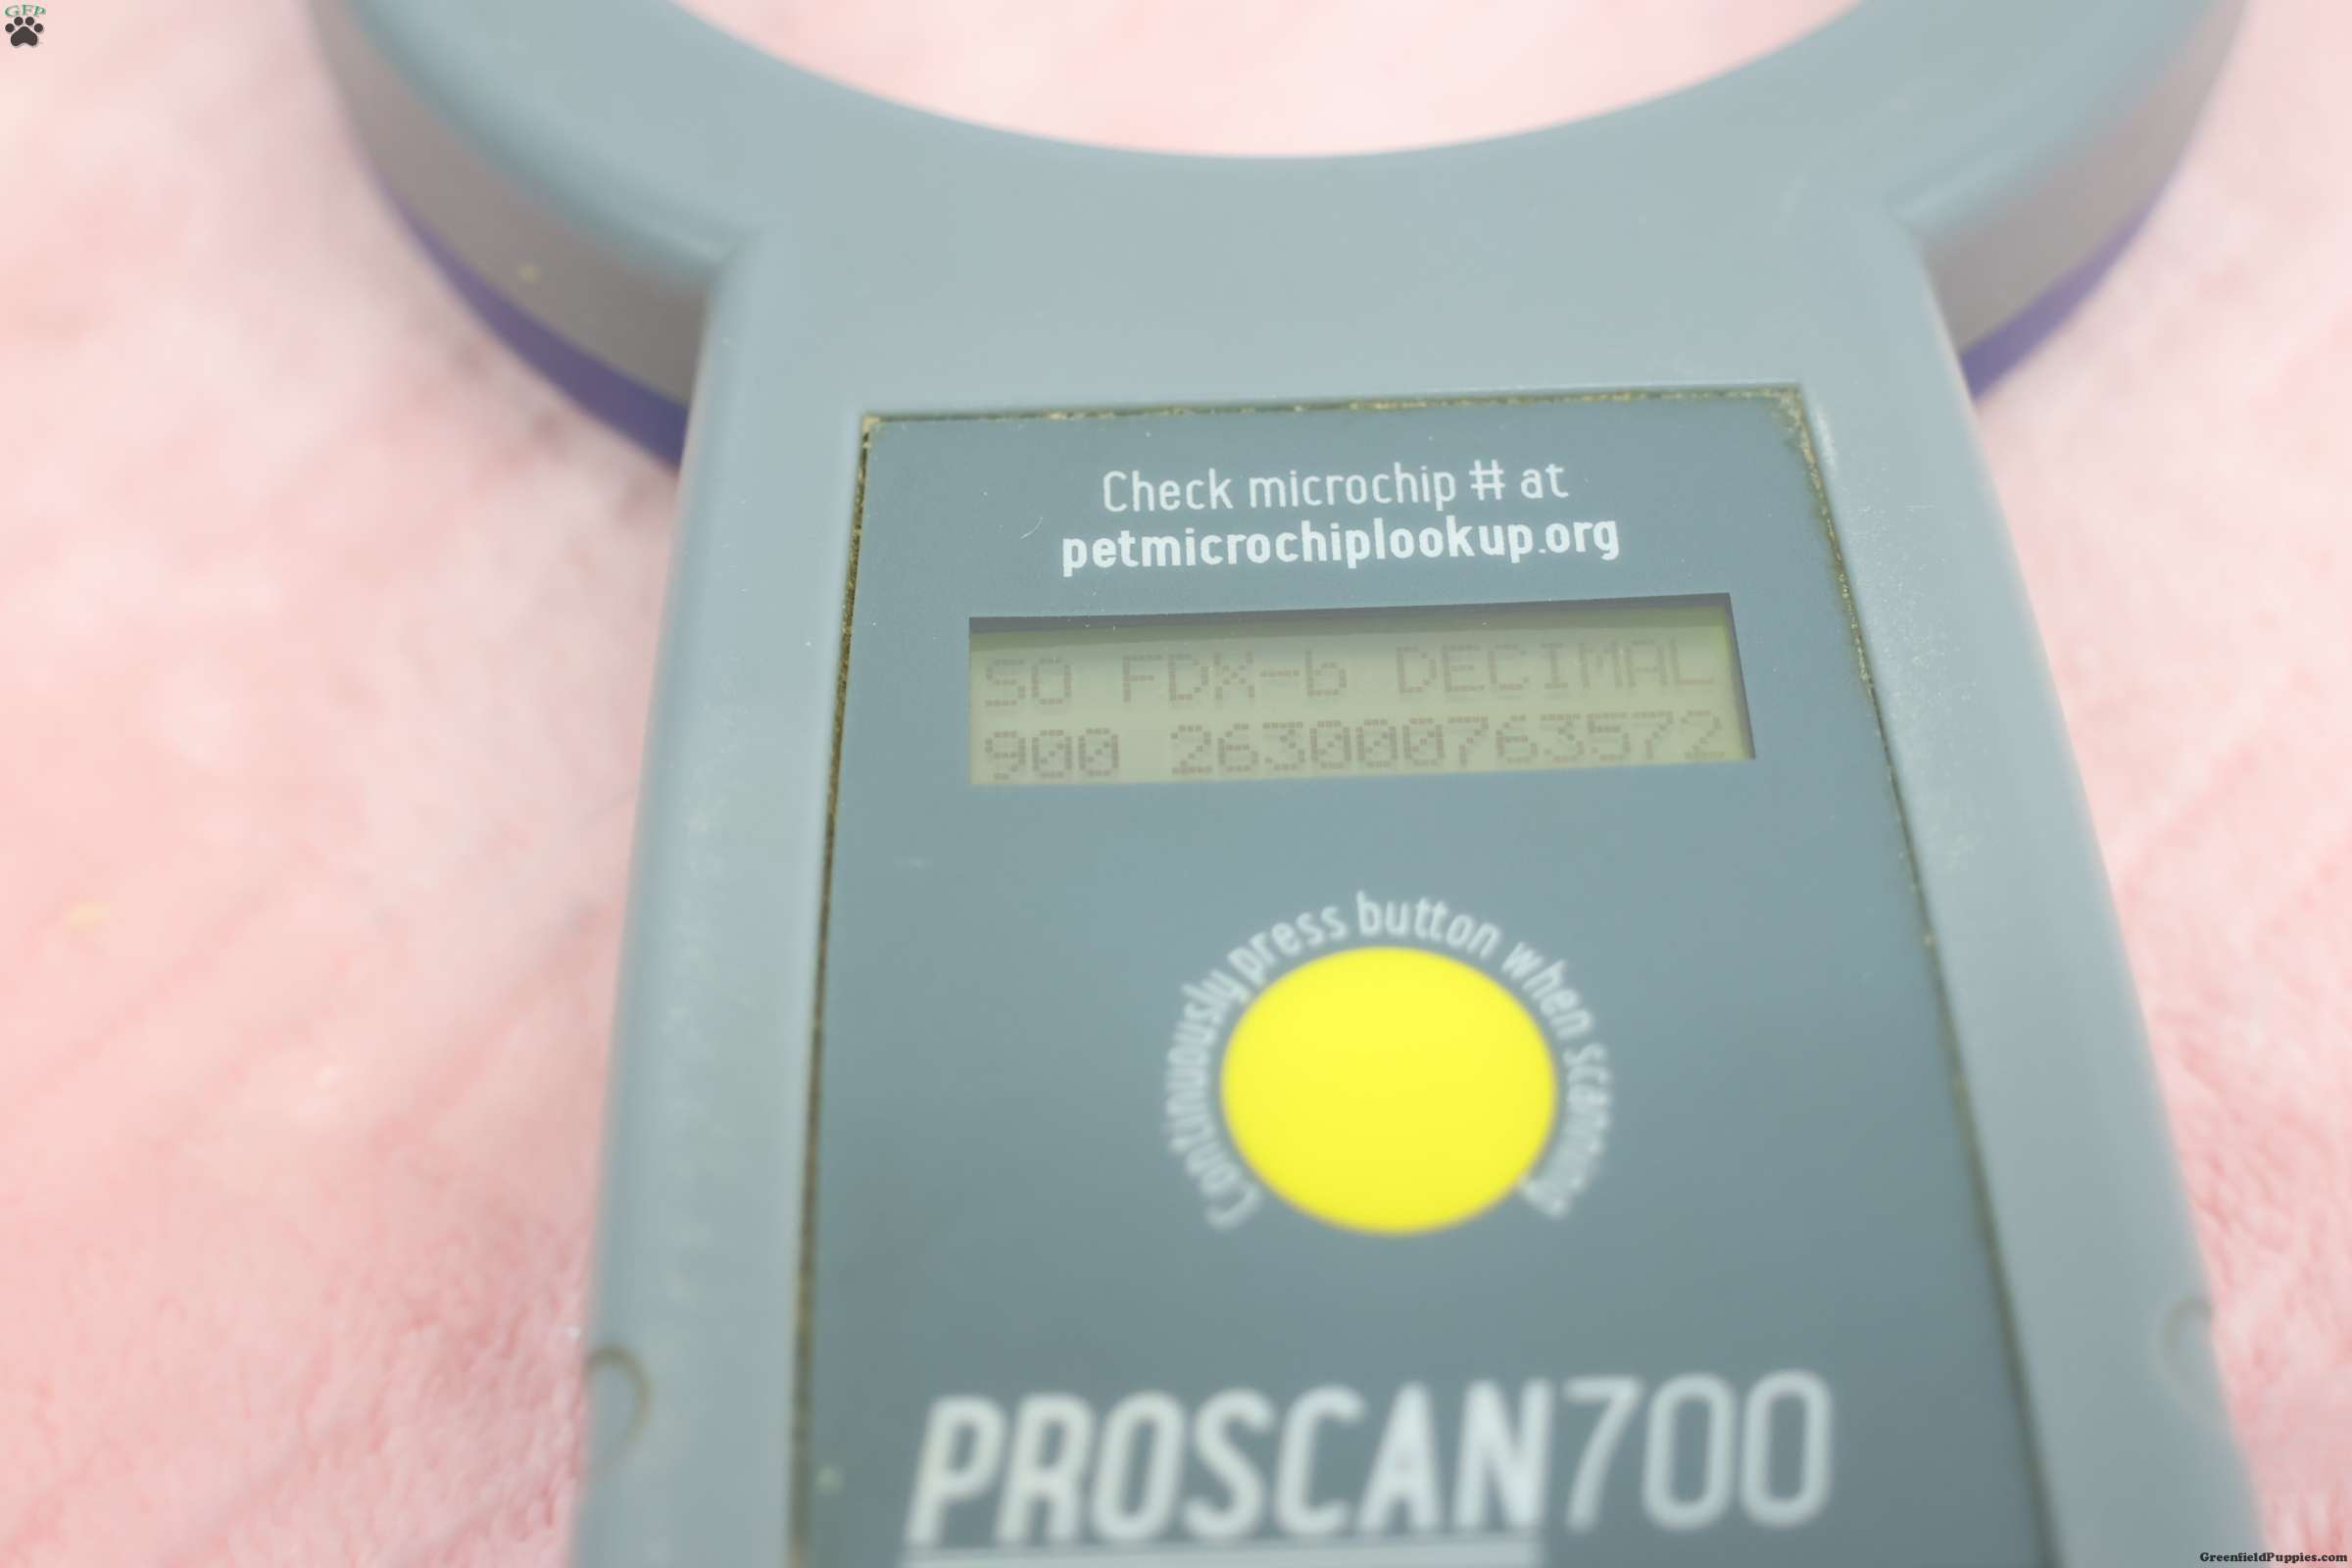 GFP
Check microchip # at
petmicrochiplookup.org
SO FDX-b DECIMAL
900 263000763572
Continuously press button when scanning
PROSCAN700
GreenfieldPuppies.com